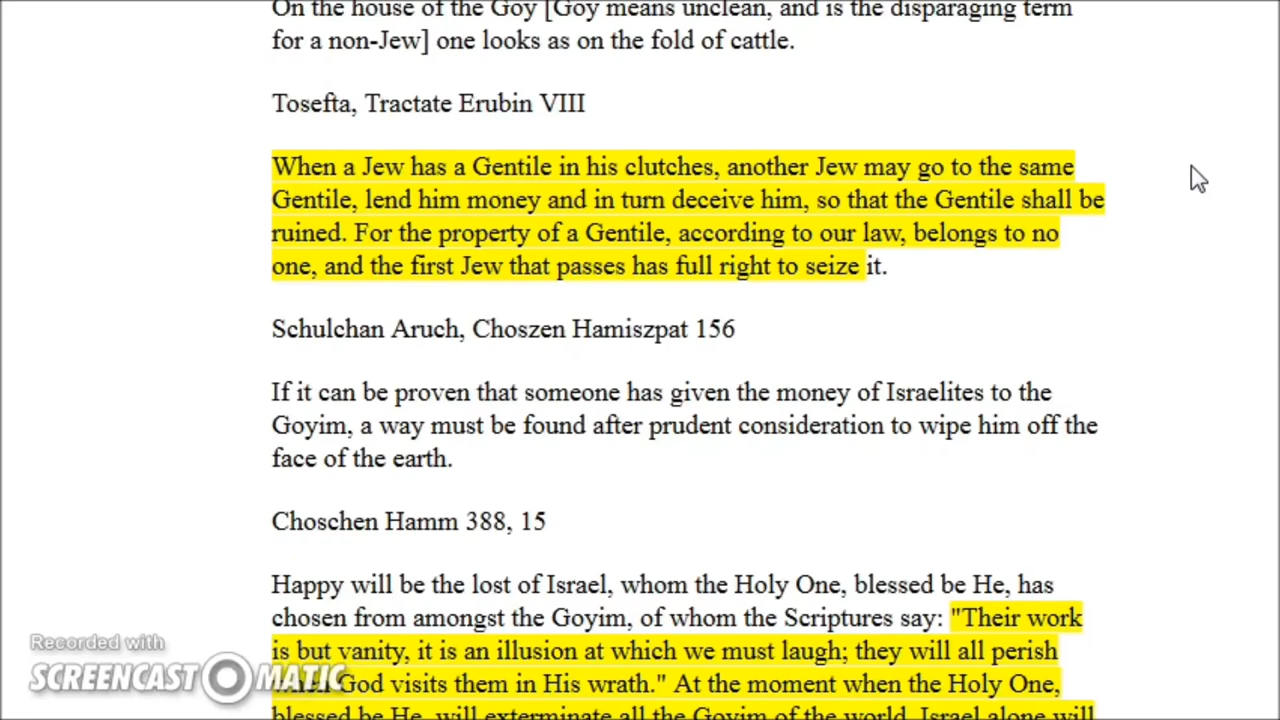 On the house of the Goy [Goy means unclean, and is the disparaging term
for a non-Jew] one looks as on the fold of cattle.
Tosefta, Tractate Erubin VIII
When a Jew has a Gentile in his clutches, another Jew may go to the same
Gentile, lend him money and in turn deceive him, so that the Gentile shall be
ruined. For the property of a Gentile, according to our law, belongs to no
one, and the first Jew that passes has full right to seize it.
Schulchan Aruch, Choszen Hamiszpat 156
If it can be proven that someone has given the money of Israelites to the
Goyim, a way must be found after prudent consideration to wipe him off the
face of the earth.
Choschen Hamm 388, 15
Happy will be the lost of Israel, whom the Holy One, blessed be He, has
chosen from amongst the Goyim, of whom the Scriptures say: "Their work
is but vanity, it is an illusion at which we must laugh; they will all perish
God visits them in His wrath." At the moment when the Holy One,
blessed be He, will exterminate all the Goyim of the world, Israel alone will
Recorded with
SCREENCAST MATIC